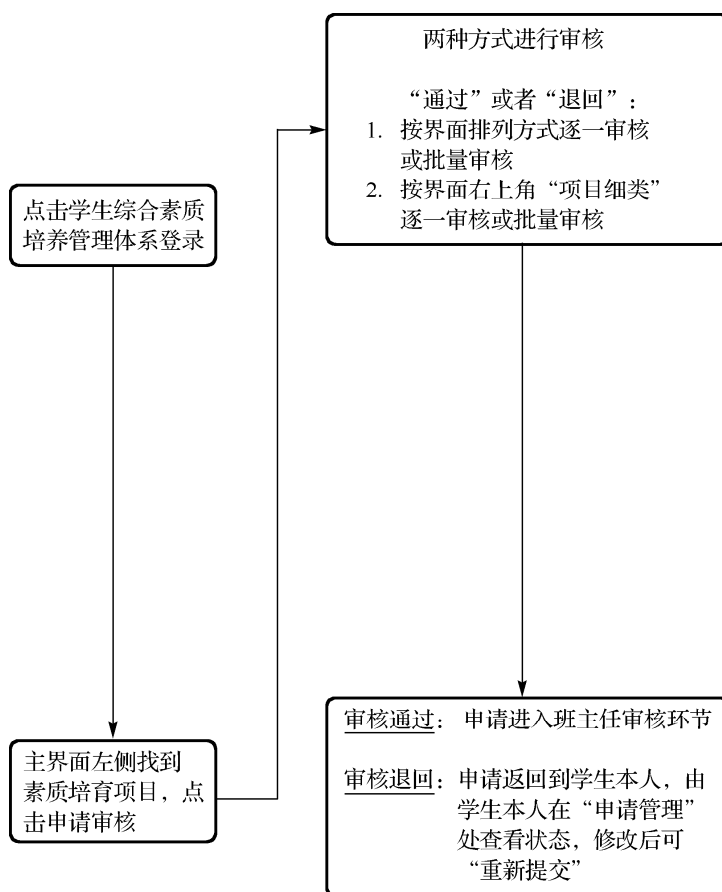 点击学生综合素质
培养管理体系登录
主界面左侧找到
素质培育项目，点
击申请审核
两种方式进行审核
“通过”或者“退回”：
1. 按界面排列方式逐一审核
或批量审核
2. 按界面右上角“项目细类”
逐一审核或批量审核
审核通过： 申请进入班主任审核环节
审核退回：申请返回到学生本人，由
学生本人在“申请管理”
处查看状态，修改后可
“重新提交”